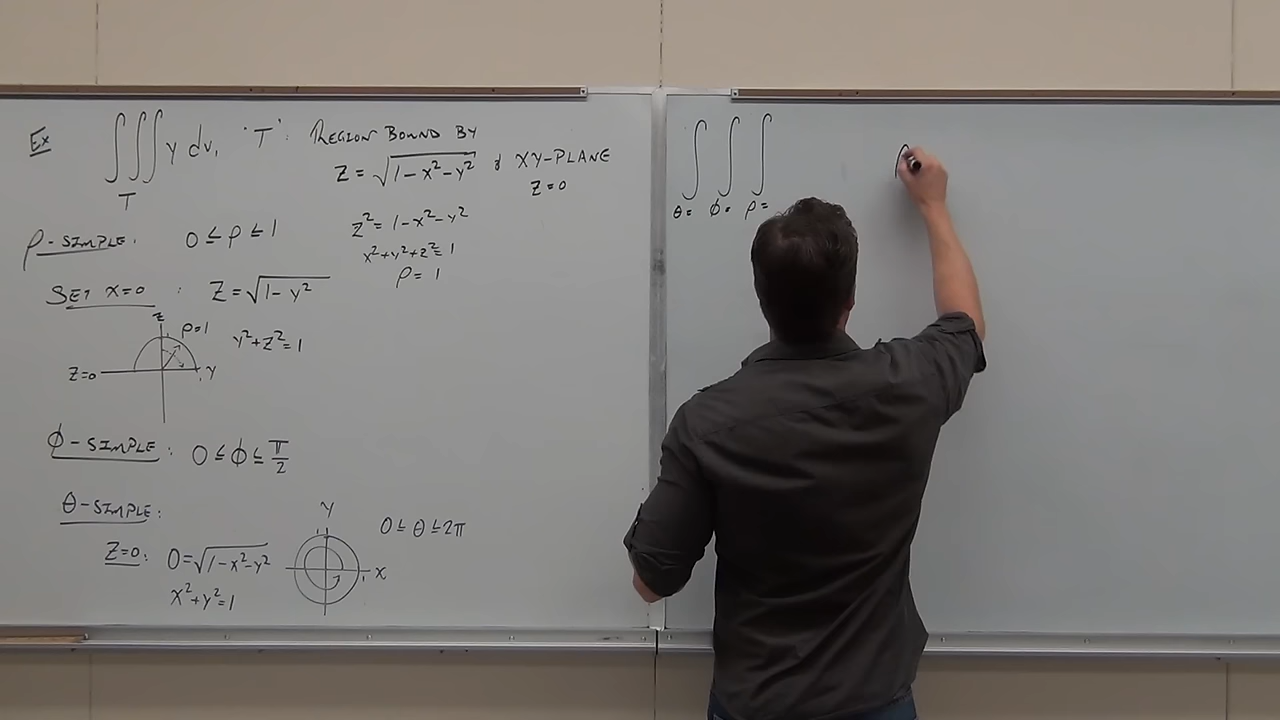 Ex ∭ y dv, 'T': REGION BOUND BY
T
z = √(1-x²-y²) & XY-PLANE
z=0
ρ-SIMPLE: 0 ≤ ρ ≤ 1
z² = 1-x²-y²
x²+y²+z²=1
ρ = 1
SET x=0 : z = √(1-y²)
z
ρ=1
y²+z²=1
z=0
y
ϕ-SIMPLE: 0 ≤ ϕ ≤ π/2
θ-SIMPLE:
y
0 ≤ θ ≤ 2π
z=0: 0=√(1-x²-y²)
x
x²+y²=1
∫ ∫ ∫
θ= ϕ= ρ=